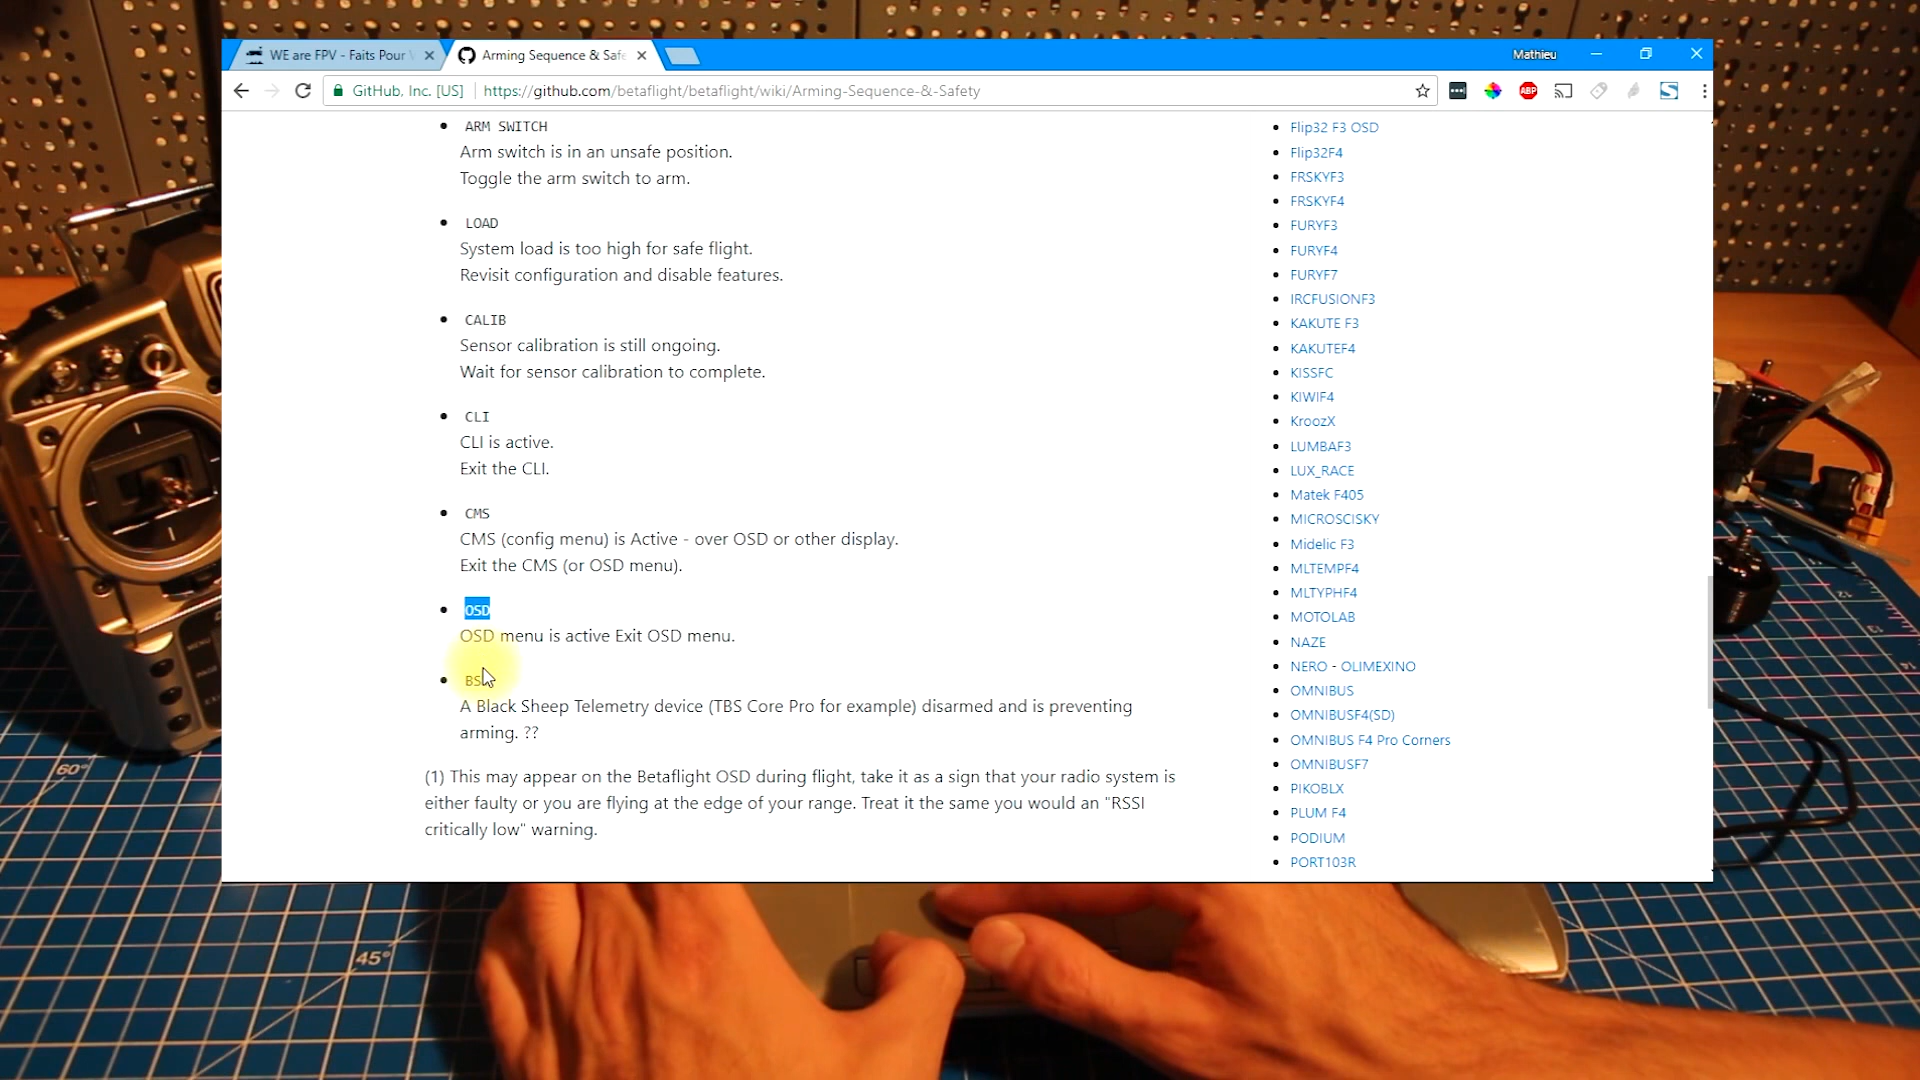 WE are FPV - Faits Pour
Arming Sequence & Safe
Mathieu
GitHub, Inc. [US]
https://github.com/betaflight/betaflight/wiki/Arming-Sequence-&-Safety
ABP
ARM SWITCH
Arm switch is in an unsafe position.
Toggle the arm switch to arm.
LOAD
System load is too high for safe flight.
Revisit configuration and disable features.
CALIB
Sensor calibration is still ongoing.
Wait for sensor calibration to complete.
CLI
CLI is active.
Exit the CLI.
CMS
CMS (config menu) is Active - over OSD or other display.
Exit the CMS (or OSD menu).
OSD
OSD menu is active Exit OSD menu.
A Black Sheep Telemetry device (TBS Core Pro for example) disarmed and is preventing
arming. ??
(1) This may appear on the Betaflight OSD during flight, take it as a sign that your radio system is
either faulty or you are flying at the edge of your range. Treat it the same you would an "RSSI
critically low" warning.
Flip32 F3 OSD
Flip32F4
FRSKYF3
FRSKYF4
FURYF3
FURYF4
FURYF7
IRCFUSIONF3
KAKUTE F3
KAKUTEF4
KISSFC
KIWIF4
KroozX
LUMBAF3
LUX_RACE
Matek F405
MICROSCISKY
Midelic F3
MLTEMPF4
MLTYPHF4
MOTOLAB
NAZE
NERO - OLIMEXINO
OMNIBUS
OMNIBUSF4(SD)
OMNIBUS F4 Pro Corners
OMNIBUSF7
PIKOBLX
PLUM F4
PODIUM
PORT103R
60°
45°